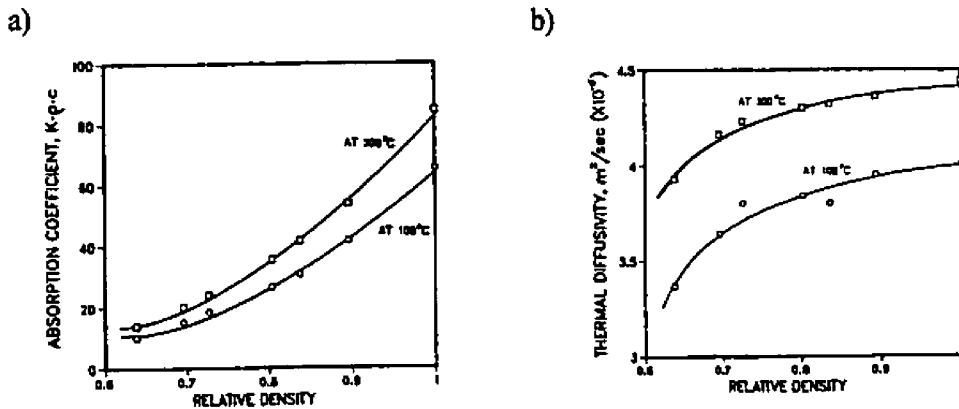 a)
b)
ABSORPTION COEFFICIENT, K·ρ·c
100
80
60
40
20
0
AT 300°C
AT 100°C
0.6
0.7
0.8
0.9
1
RELATIVE DENSITY
THERMAL DIFFUSIVITY, m²/sec
4.5
4
3.5
3
AT 300°C
AT 100°C
0.6
0.7
0.8
0.9
RELATIVE DENSITY